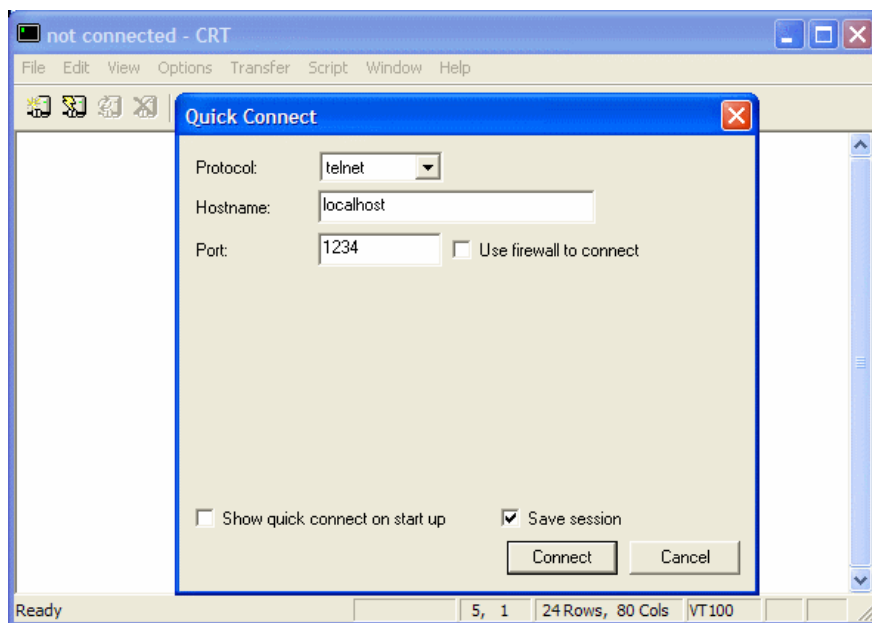 not connected - CRT
File Edit View Options Transfer Script Window Help
Quick Connect
Protocol: telnet
Hostname: localhost
Port: 1234 Use firewall to connect
Show quick connect on start up Save session
Connect Cancel
Ready 5, 1 24 Rows, 80 Cols VT100